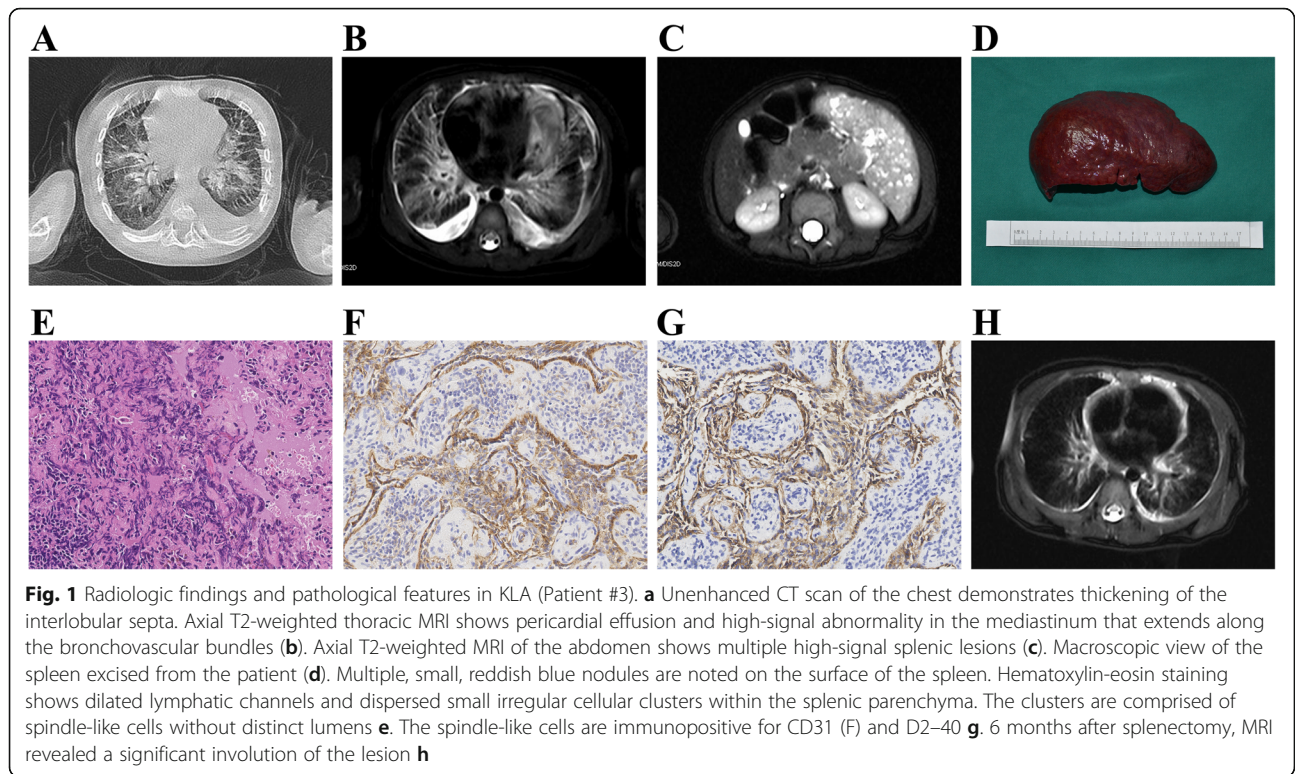 A
B
C
D
DIS2D
M/DIS2D
E
F
G
H
Fig. 1 Radiologic findings and pathological features in KLA (Patient #3). a Unenhanced CT scan of the chest demonstrates thickening of the
interlobular septa. Axial T2-weighted thoracic MRI shows pericardial effusion and high-signal abnormality in the mediastinum that extends along
the bronchovascular bundles (b). Axial T2-weighted MRI of the abdomen shows multiple high-signal splenic lesions (c). Macroscopic view of the
spleen excised from the patient (d). Multiple, small, reddish blue nodules are noted on the surface of the spleen. Hematoxylin-eosin staining
shows dilated lymphatic channels and dispersed small irregular cellular clusters within the splenic parenchyma. The clusters are comprised of
spindle-like cells without distinct lumens e. The spindle-like cells are immunopositive for CD31 (F) and D2–40 g. 6 months after splenectomy, MRI
revealed a significant involution of the lesion h